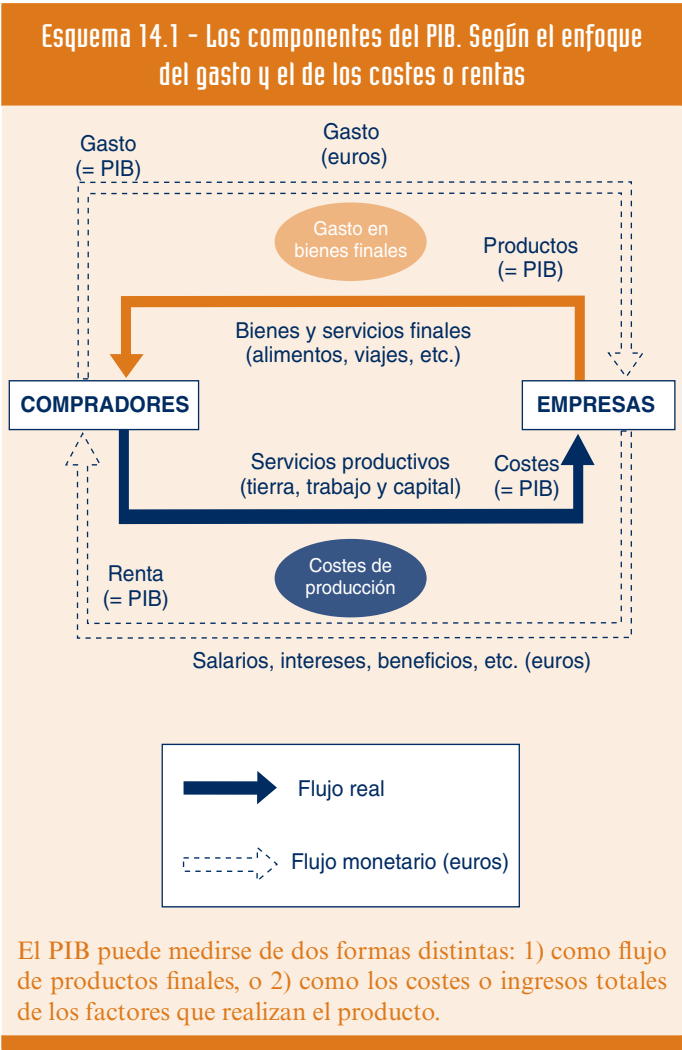 Esquema 14.1 - Los componentes del PIB. Según el enfoque
del gasto y el de los costes o rentas
Gasto
(= PIB)
Gasto
(euros)
Gasto en
bienes finales
Productos
(= PIB)
Bienes y servicios finales
(alimentos, viajes, etc.)
COMPRADORES
EMPRESAS
Servicios productivos
(tierra, trabajo y capital)
Costes
(= PIB)
Costes de
producción
Renta
(= PIB)
Salarios, intereses, beneficios, etc. (euros)
Flujo real
Flujo monetario (euros)
El PIB puede medirse de dos formas distintas: 1) como flujo
de productos finales, o 2) como los costes o ingresos totales
de los factores que realizan el producto.